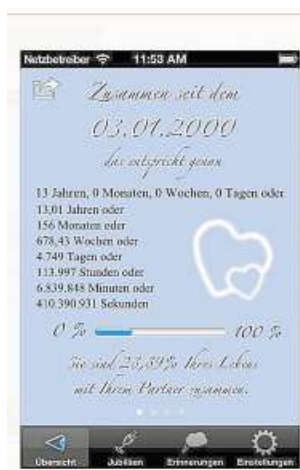 Netzbetreiber 11:53 AM
Zusammen seit dem
03.01.2000
das entspricht genau
13 Jahren, 0 Monaten, 0 Wochen, 0 Tagen oder
13,01 Jahren oder
156 Monaten oder
678,43 Wochen oder
4.749 Tagen oder
113.997 Stunden oder
6.839.848 Minuten oder
410.390.931 Sekunden
0 % 100 %
Sie sind 23,39% Ihres Lebens
mit Ihrem Partner zusammen.
Übersicht Jubiläen Erinnerungen Einstellungen